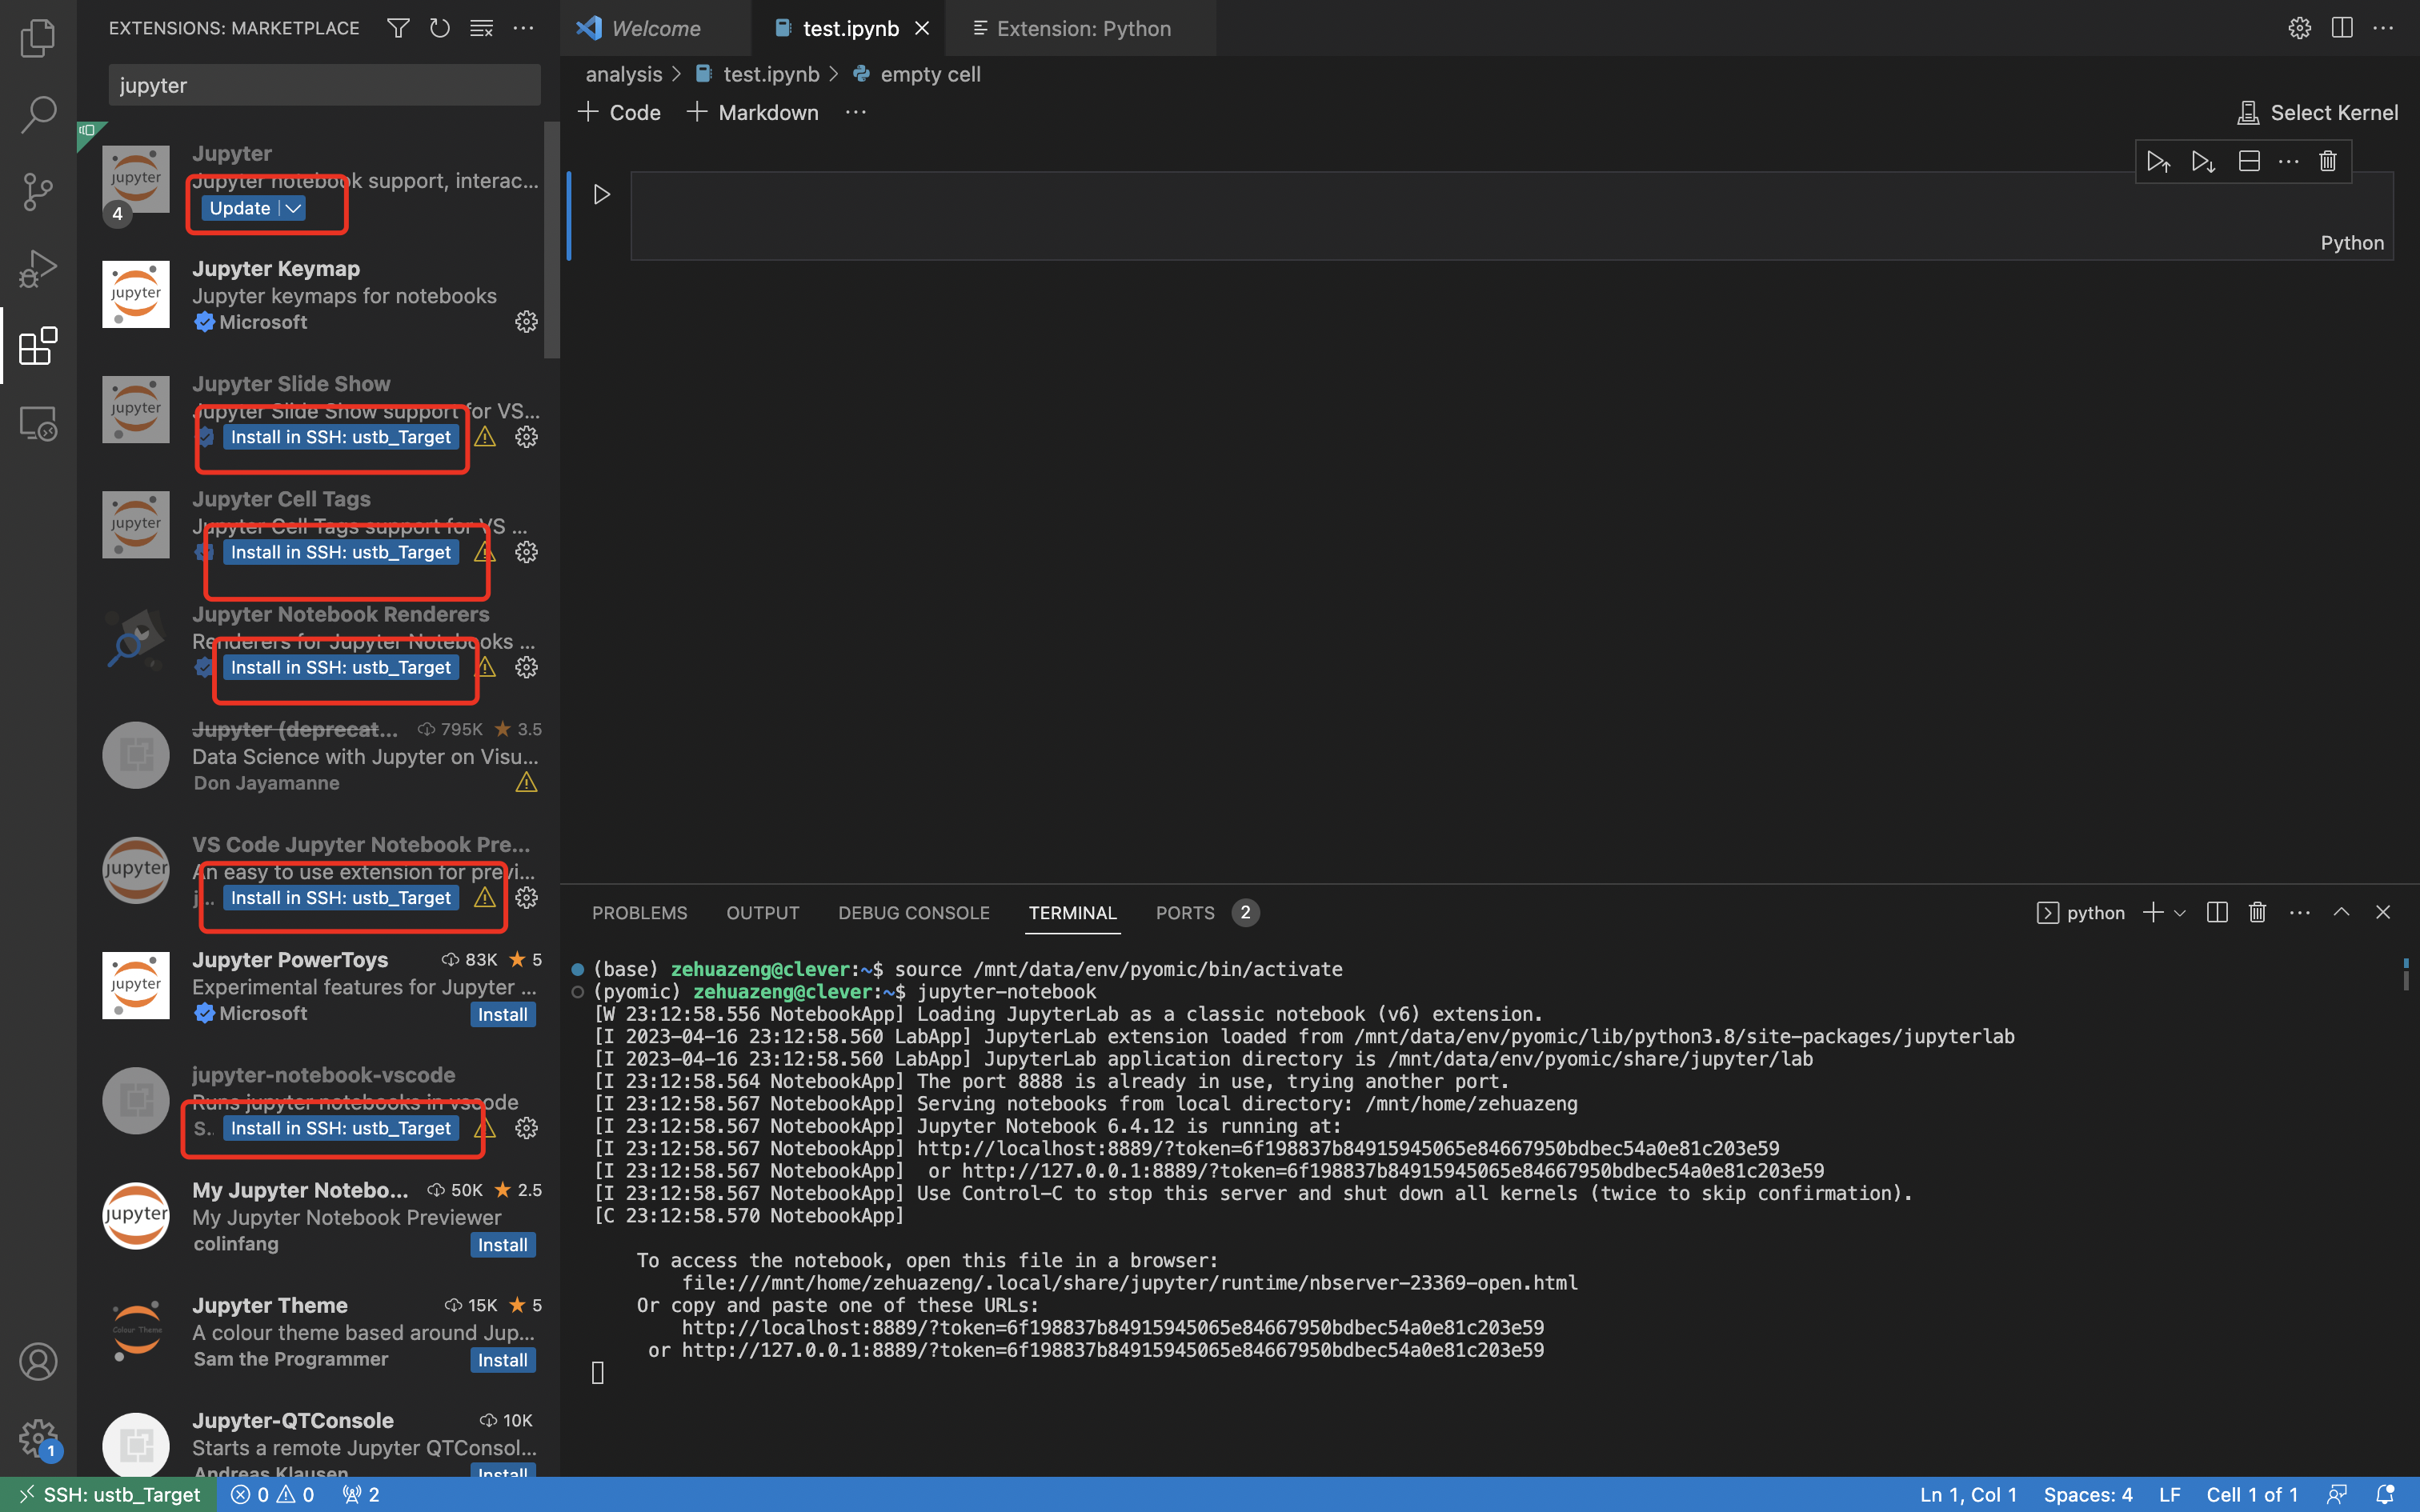 EXTENSIONS: MARKETPLACE
jupyter
Jupyter
Jupyter notebook support, interac...
Update
4
Jupyter Keymap
Jupyter keymaps for notebooks
Microsoft
Jupyter Slide Show
Jupyter Slide Show support for VS...
Install in SSH: ustb_Target
Jupyter Cell Tags
Jupyter Cell Tags support for VS ...
Install in SSH: ustb_Target
Jupyter Notebook Renderers
Renderers for Jupyter Notebooks ...
Install in SSH: ustb_Target
Jupyter (deprecat... 795K 3.5
Data Science with Jupyter on Visu...
Don Jayamanne
VS Code Jupyter Notebook Pre...
An easy to use extension for previ...
j... Install in SSH: ustb_Target
Jupyter PowerToys 83K 5
Experimental features for Jupyter ...
Microsoft Install
jupyter-notebook-vscode
Runs jupyter notebooks in vscode
S.. Install in SSH: ustb_Target
My Jupyter Notebo... 50K 2.5
My Jupyter Notebook Previewer
colinfang Install
Jupyter Theme 15K 5
A colour theme based around Jup...
Sam the Programmer Install
Jupyter-QTConsole 10K
Starts a remote Jupyter QTConsol...
Andreas Klausen Install
Welcome test.ipynb Extension: Python
analysis > test.ipynb > empty cell
+ Code + Markdown ... Select Kernel
Python
PROBLEMS OUTPUT DEBUG CONSOLE TERMINAL PORTS 2 python
(base) zehuazeng@clever:~$ source /mnt/data/env/pyomic/bin/activate
(pyomic) zehuazeng@clever:~$ jupyter-notebook
[W 23:12:58.556 NotebookApp] Loading JupyterLab as a classic notebook (v6) extension.
[I 2023-04-16 23:12:58.560 LabApp] JupyterLab extension loaded from /mnt/data/env/pyomic/lib/python3.8/site-packages/jupyterlab
[I 2023-04-16 23:12:58.560 LabApp] JupyterLab application directory is /mnt/data/env/pyomic/share/jupyter/lab
[I 23:12:58.564 NotebookApp] The port 8888 is already in use, trying another port.
[I 23:12:58.567 NotebookApp] Serving notebooks from local directory: /mnt/home/zehuazeng
[I 23:12:58.567 NotebookApp] Jupyter Notebook 6.4.12 is running at:
[I 23:12:58.567 NotebookApp] http://localhost:8889/?token=6f198837b84915945065e84667950bdbec54a0e81c203e59
[I 23:12:58.567 NotebookApp]  or http://127.0.0.1:8889/?token=6f198837b84915945065e84667950bdbec54a0e81c203e59
[I 23:12:58.567 NotebookApp] Use Control-C to stop this server and shut down all kernels (twice to skip confirmation).
[C 23:12:58.570 NotebookApp]
To access the notebook, open this file in a browser:
file:///mnt/home/zehuazeng/.local/share/jupyter/runtime/nbserver-23369-open.html
Or copy and paste one of these URLs:
http://localhost:8889/?token=6f198837b84915945065e84667950bdbec54a0e81c203e59
or http://127.0.0.1:8889/?token=6f198837b84915945065e84667950bdbec54a0e81c203e59
1
SSH: ustb_Target 0 0 2 Ln 1, Col 1 Spaces: 4 LF Cell 1 of 1